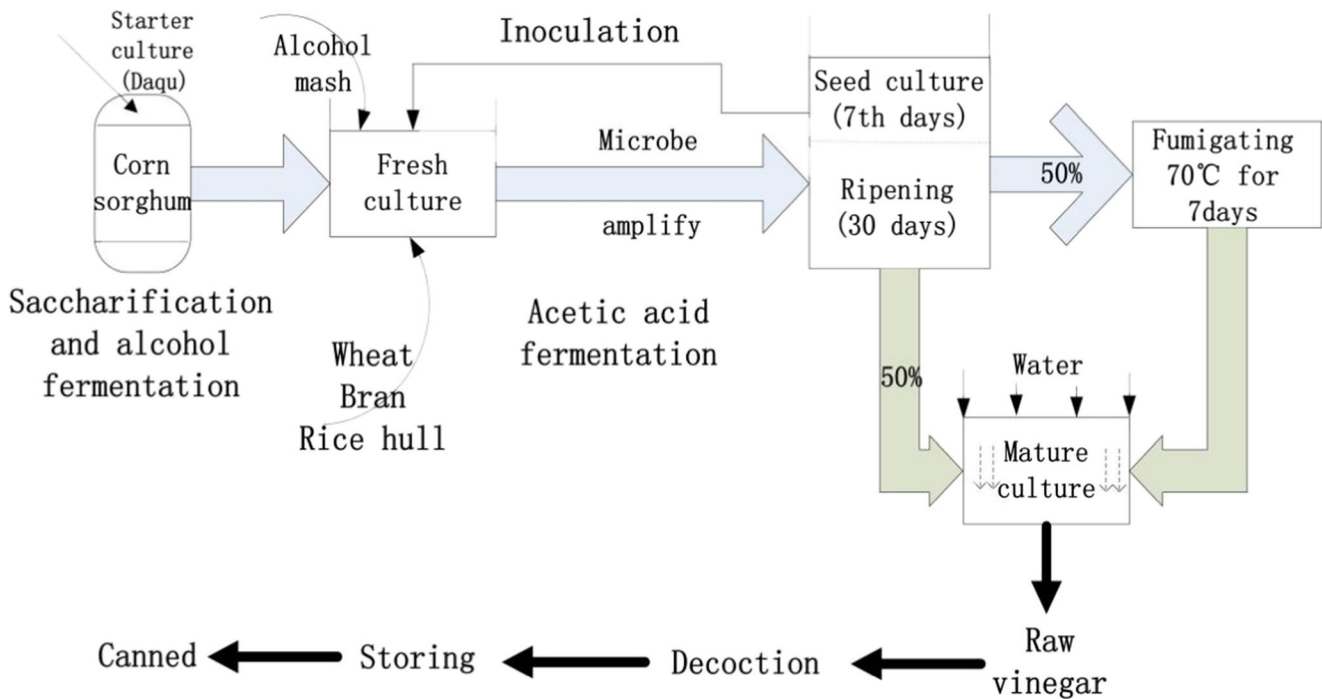 Starter
culture
(Daqu)
Corn
sorghum
Saccharification
and alcohol
fermentation
Alcohol
mash
Inoculation
Fresh
culture
Wheat
Bran
Rice hull
Microbe
amplify
Acetic acid
fermentation
Seed culture
(7th days)
Ripening
(30 days)
50%
Fumigating
70℃ for
7days
50%
Water
Mature
culture
Raw
vinegar
Decoction
Storing
Canned